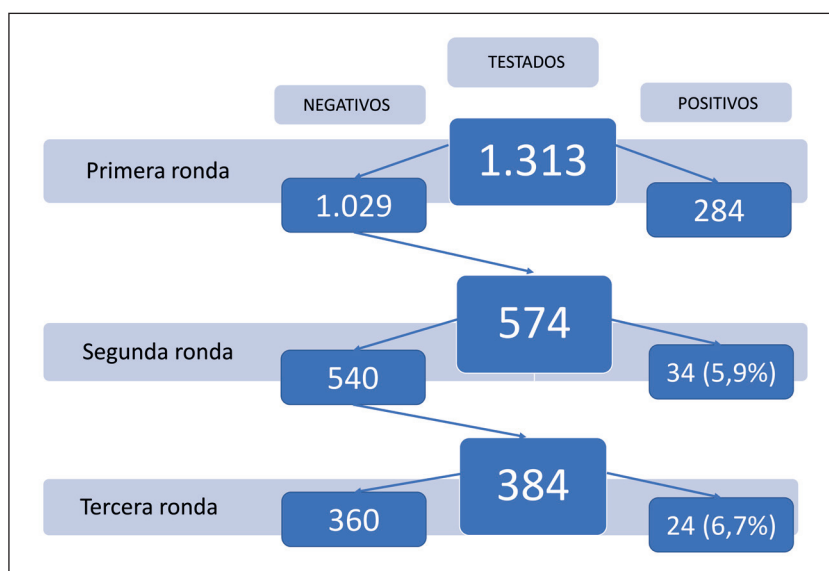 TESTADOS
NEGATIVOS
POSITIVOS
Primera ronda
1.313
1.029
284
Segunda ronda
574
540
34 (5,9%)
Tercera ronda
384
360
24 (6,7%)